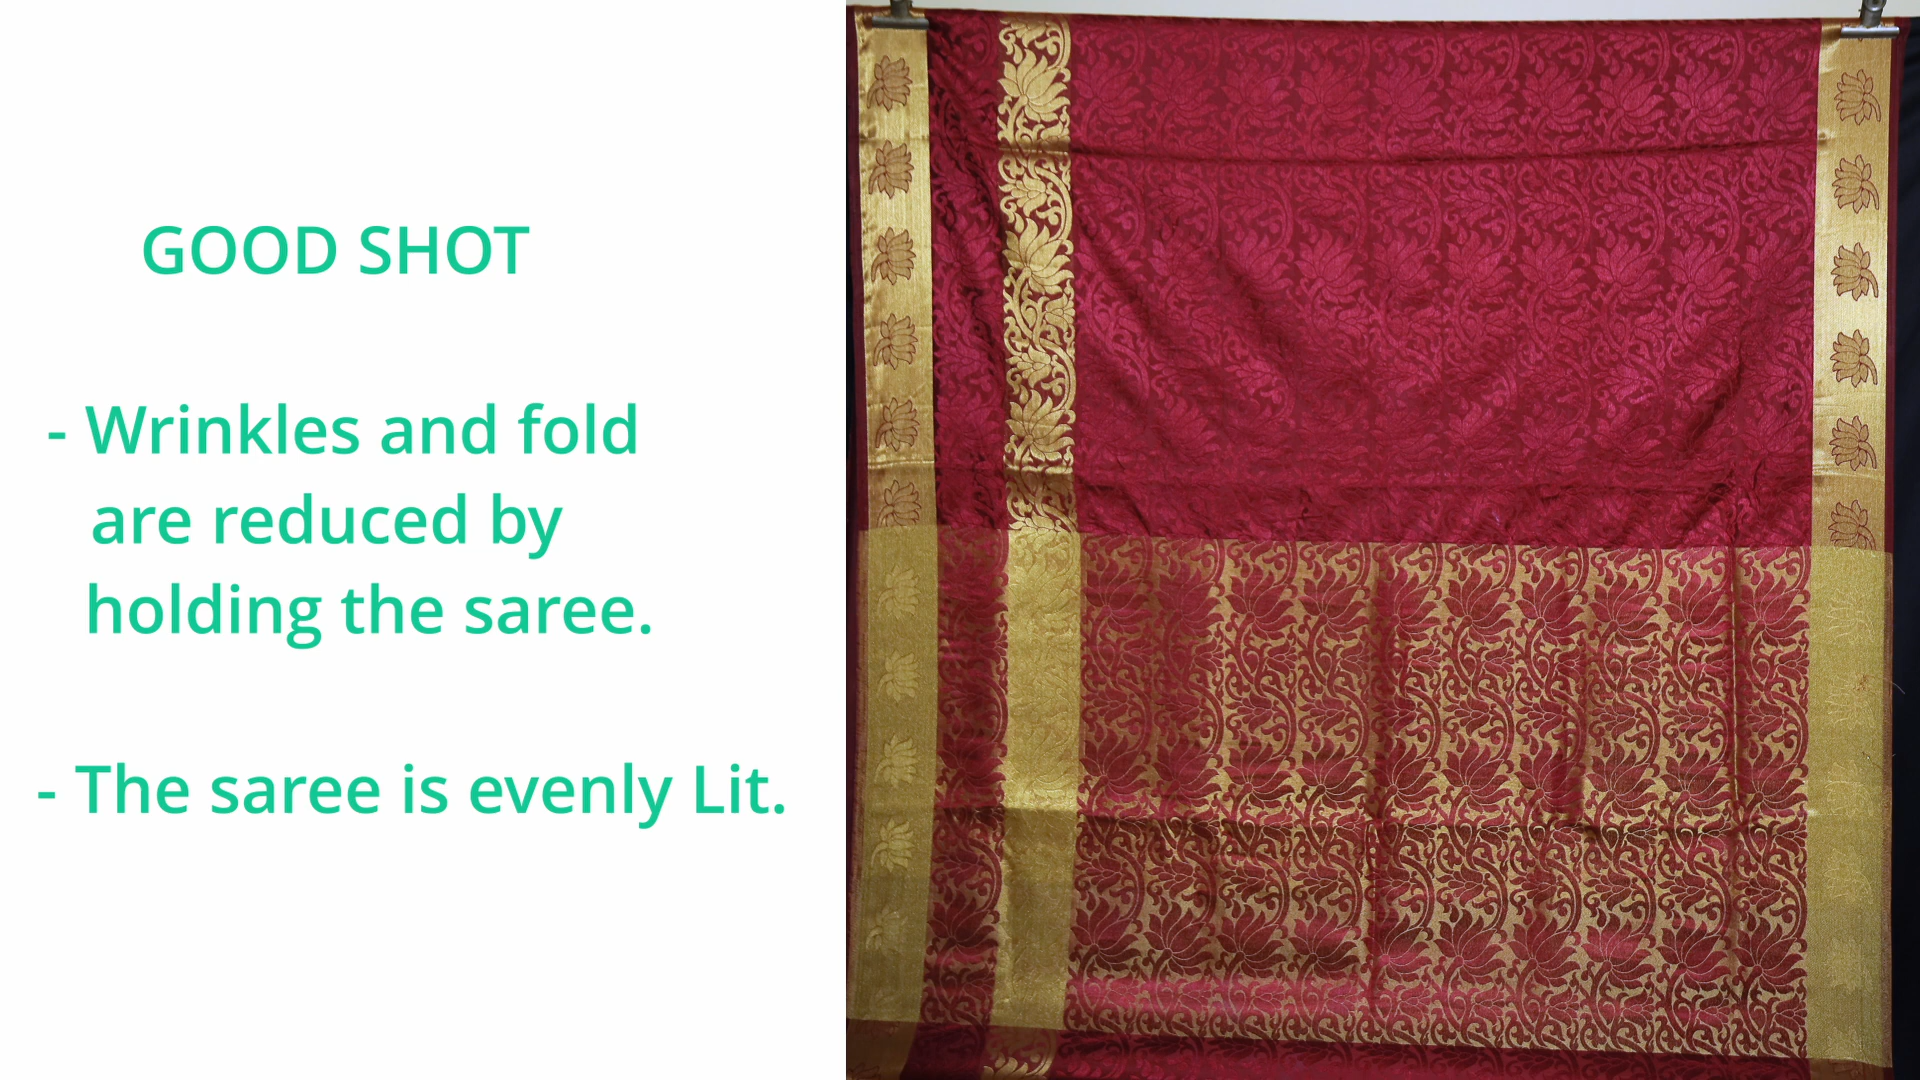 GOOD SHOT
- Wrinkles and fold
are reduced by
holding the saree.
- The saree is evenly Lit.